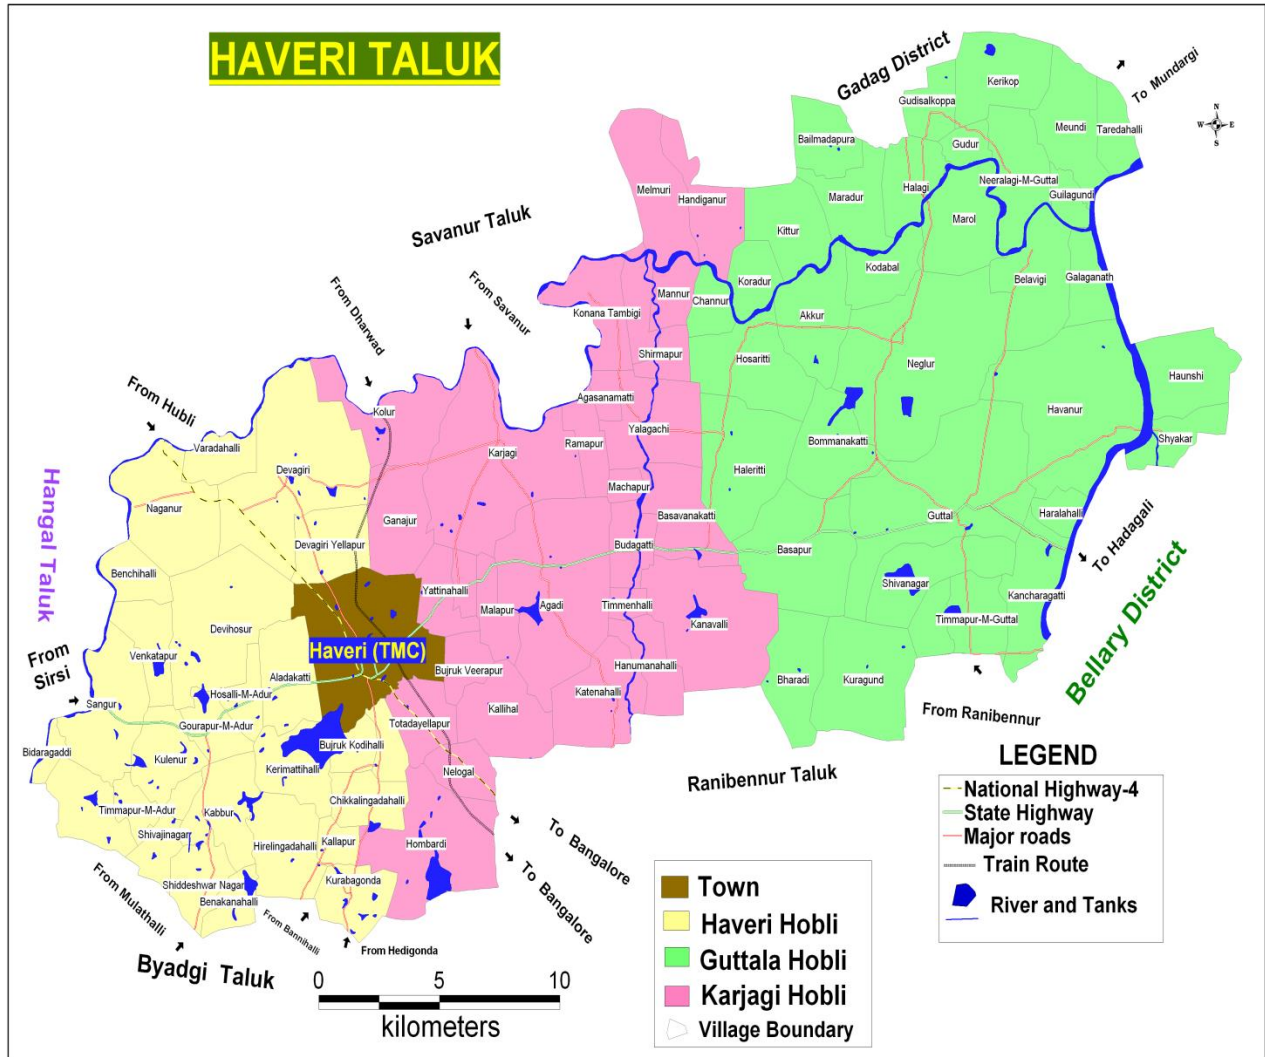 HAVERI TALUK
Gadag District
To Mundargi
N
W E
S
Kerikop
Gudisalkoppa
Meundi
Taredahalli
Bailmadapura
Gudur
Melmuri
Handiganur
Maradur
Halagi
Neeralagi-M-Guttal
Guilagundi
Savanur Taluk
Kittur
Marol
From Dharwad
From Savanur
Koradur
Kodabal
Belavigi
Galaganath
Mannur
Channur
Konana Tambigi
Akkur
Shirmapur
Hosaritti
Neglur
Haunshi
From Hubli
Agasanamatti
Kolur
Havanur
Yalagachi
Ramapur
Bommanakatti
Shyakar
Varadahalli
Karjagi
Devagiri
Haleritti
Machapur
Hangal Taluk
Naganur
Ganajur
Basavanakatti
Guttal
Haralahalli
Devagiri Yellapur
Budagatti
Basapur
To Hadagali
Benchihalli
Yattinahalli
Shivanagar
Kancharagatti
Malapur
Agadi
Timmenhalli
Kanavalli
Timmapur-M-Guttal
Devihosur
Haveri (TMC)
Bellary District
From
Sirsi
Venkatapur
Aladakatti
Bujruk Veerapur
Hanumanahalli
Bharadi
Kuragund
Hosalli-M-Adur
Katenahalli
Sangur
Kallihal
From Ranibennur
Gourapur-M-Adur
Totadayellapur
Bidaragaddi
Bujruk Kodihalli
Kulenur
Kerimattihalli
Nelogal
Ranibennur Taluk
LEGEND
National Highway-4
State Highway
Major roads
Train Route
River and Tanks
Timmapur-M-Adur
Kabbur
Chikkalingadahalli
Shivajinagar
Hirelingadahalli
Kallapur
Hombardi
To Bangalore
To Bangalore
Shiddeshwar Nagar
Kurabagonda
Benakanahalli
From Mulathalli
From Bannihalli
From Hedigonda
Byadgi Taluk
Town
Haveri Hobli
Guttala Hobli
Karjagi Hobli
Village Boundary
0 5 10
kilometers